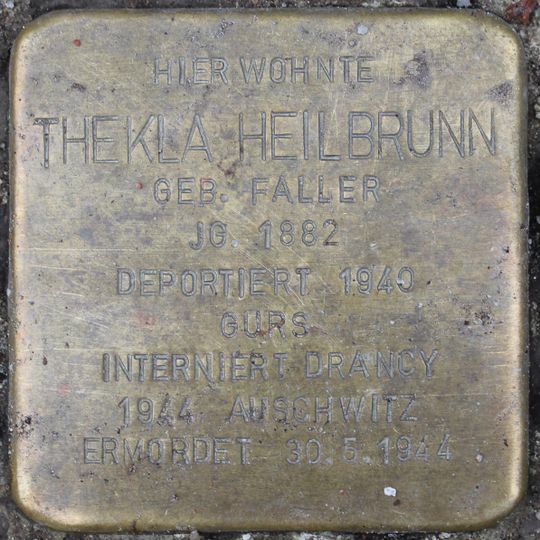 HIER WOHNTE
THEKLA HEILBRUNN
GEB. FALLER
JG. 1882
DEPORTIERT 1940
GURS
INTERNIERT DRANCY
1944 AUSCHWITZ
ERMORDET 30.5.1944